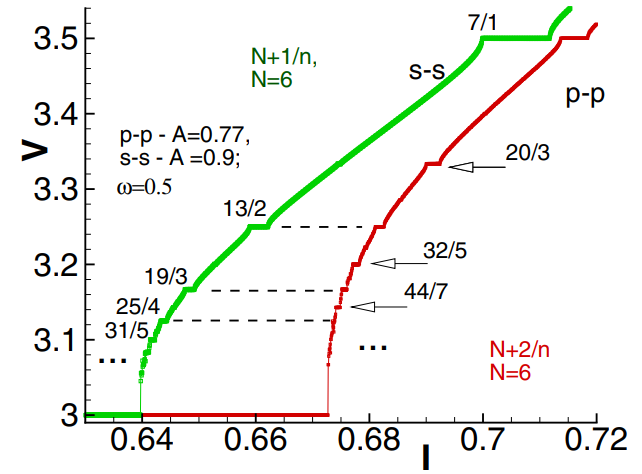 7/1
3.5
N+1/n,
N=6
s-s
p-p
3.4
V
p-p - A=0.77,
s-s - A =0.9;
ω=0.5
20/3
3.3
13/2
32/5
3.2
19/3
44/7
25/4
31/5
3.1
...
...
N+2/n
N=6
3
0.64
0.66
0.68
0.7
0.72
I